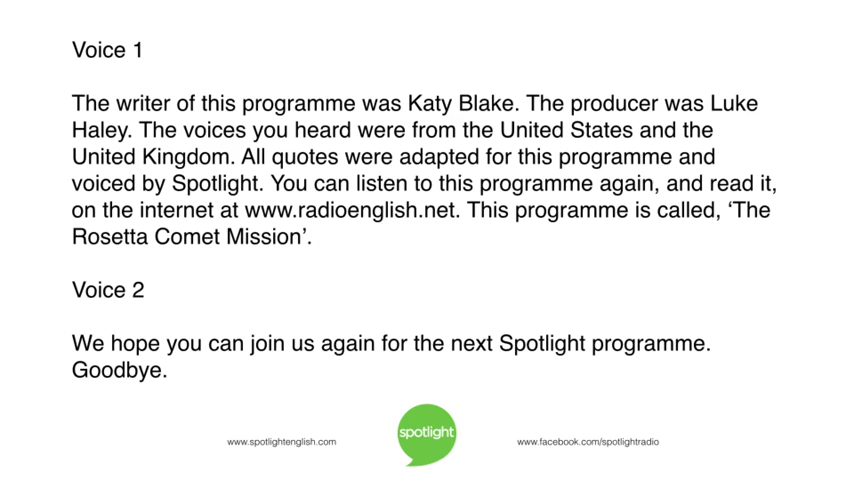 Voice 1
The writer of this programme was Katy Blake. The producer was Luke
Haley. The voices you heard were from the United States and the
United Kingdom. All quotes were adapted for this programme and
voiced by Spotlight. You can listen to this programme again, and read it,
on the internet at www.radioenglish.net. This programme is called, ‘The
Rosetta Comet Mission’.
Voice 2
We hope you can join us again for the next Spotlight programme.
Goodbye.
www.spotlightenglish.com
spotlight
www.facebook.com/spotlightradio